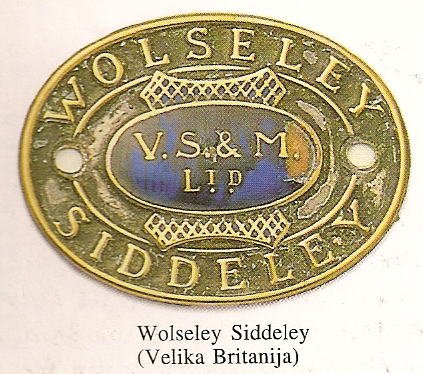 WOLSELEY
V.S.& M.
LTD
SIDDELEY
Wolseley Siddeley
(Velika Britanija)